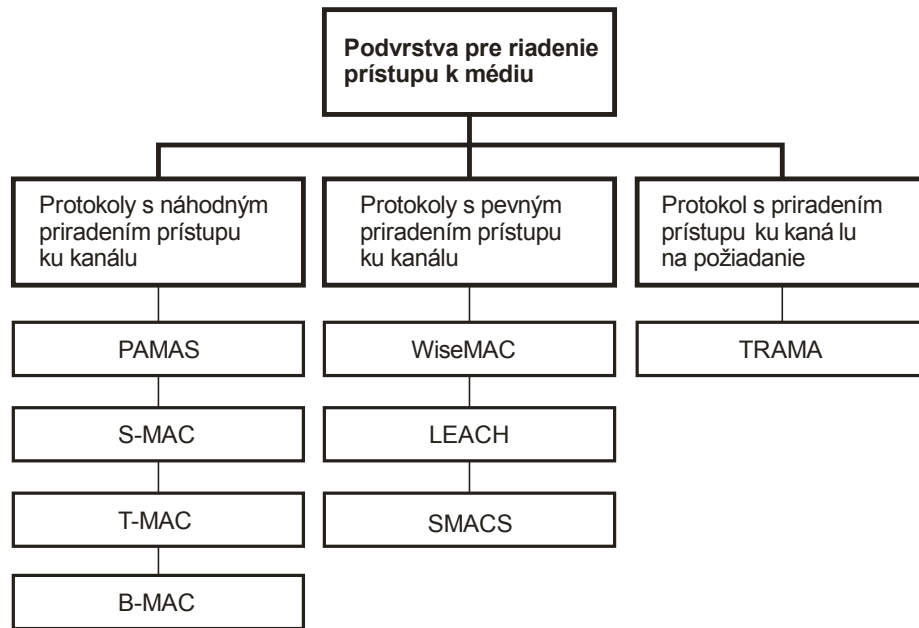 Podvrstva pre riadenie
prístupu k médiu
Protokoly s náhodným
priradením prístupu
ku kanálu
Protokoly s pevným
priradením prístupu
ku kanálu
Protokol s priradením
prístupu ku kaná lu
na požiadanie
PAMAS
WiseMAC
TRAMA
S-MAC
LEACH
T-MAC
SMACS
B-MAC